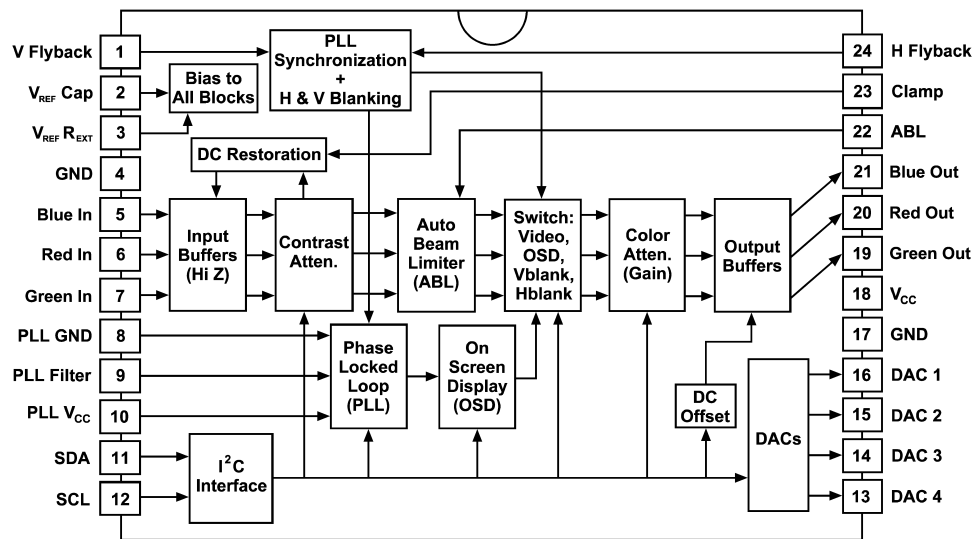 V Flyback
1
V_REF Cap
2
V_REF R_EXT
3
GND
4
Blue In
5
Red In
6
Green In
7
PLL GND
8
PLL Filter
9
PLL V_CC
10
SDA
11
SCL
12
PLL
Synchronization
+
H & V Blanking
Bias to
All Blocks
DC Restoration
Input
Buffers
(Hi Z)
Contrast
Atten.
Auto
Beam
Limiter
(ABL)
Switch:
Video,
OSD,
Vblank,
Hblank
Color
Atten.
(Gain)
Output
Buffers
Phase
Locked
Loop
(PLL)
On
Screen
Display
(OSD)
DC
Offset
DACs
I²C
Interface
24
H Flyback
23
Clamp
22
ABL
21
Blue Out
20
Red Out
19
Green Out
18
V_CC
17
GND
16
DAC 1
15
DAC 2
14
DAC 3
13
DAC 4